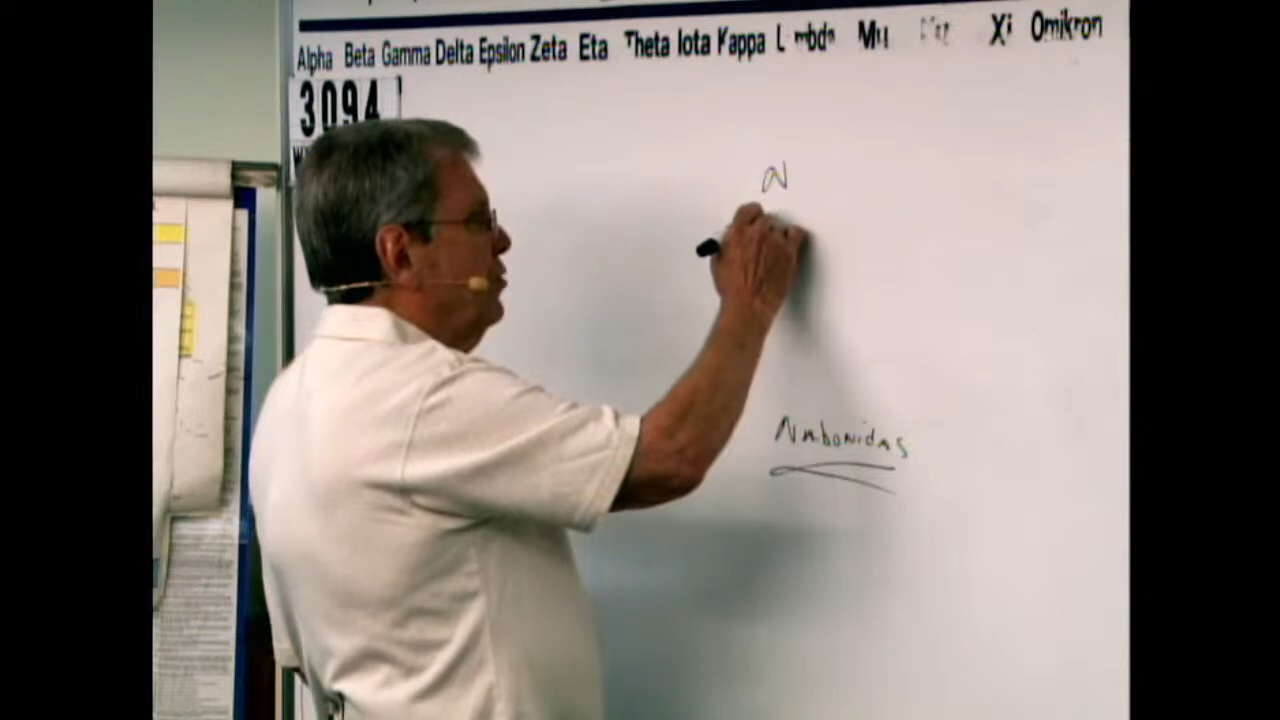 Alpha Beta Gamma Delta Epsilon Zeta Eta Theta Iota Kappa Lambda Mu Xi Omikron
3094
N
Nabonidas